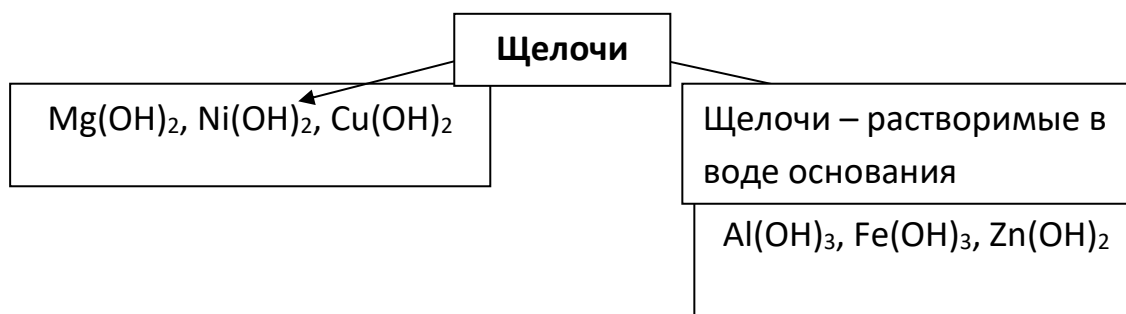 Щелочи
Mg(OH)₂, Ni(OH)₂, Cu(OH)₂
Щелочи – растворимые в
воде основания
Al(OH)₃, Fe(OH)₃, Zn(OH)₂